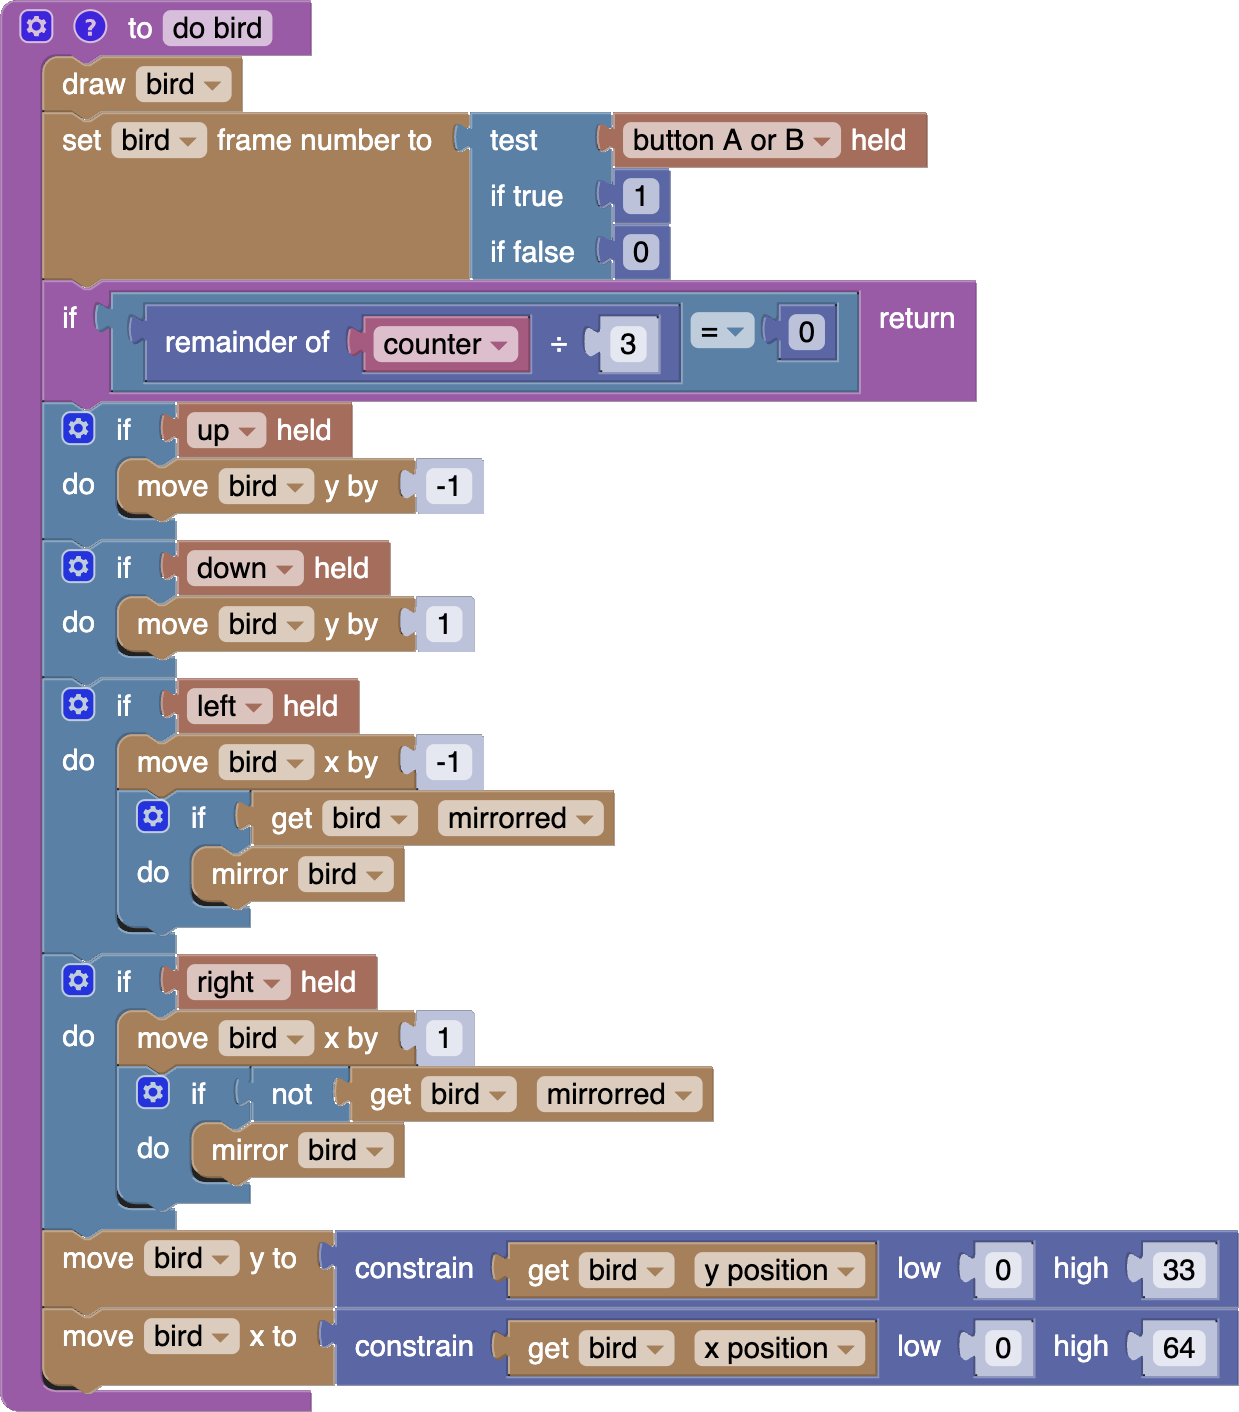 ? to do bird
draw bird
set bird frame number to test button A or B held
if true 1
if false 0
if remainder of counter ÷ 3 = 0 return
if up held
do move bird y by -1
if down held
do move bird y by 1
if left held
do move bird x by -1
if get bird mirrorred
do mirror bird
if right held
do move bird x by 1
if not get bird mirrorred
do mirror bird
move bird y to constrain get bird y position low 0 high 33
move bird x to constrain get bird x position low 0 high 64